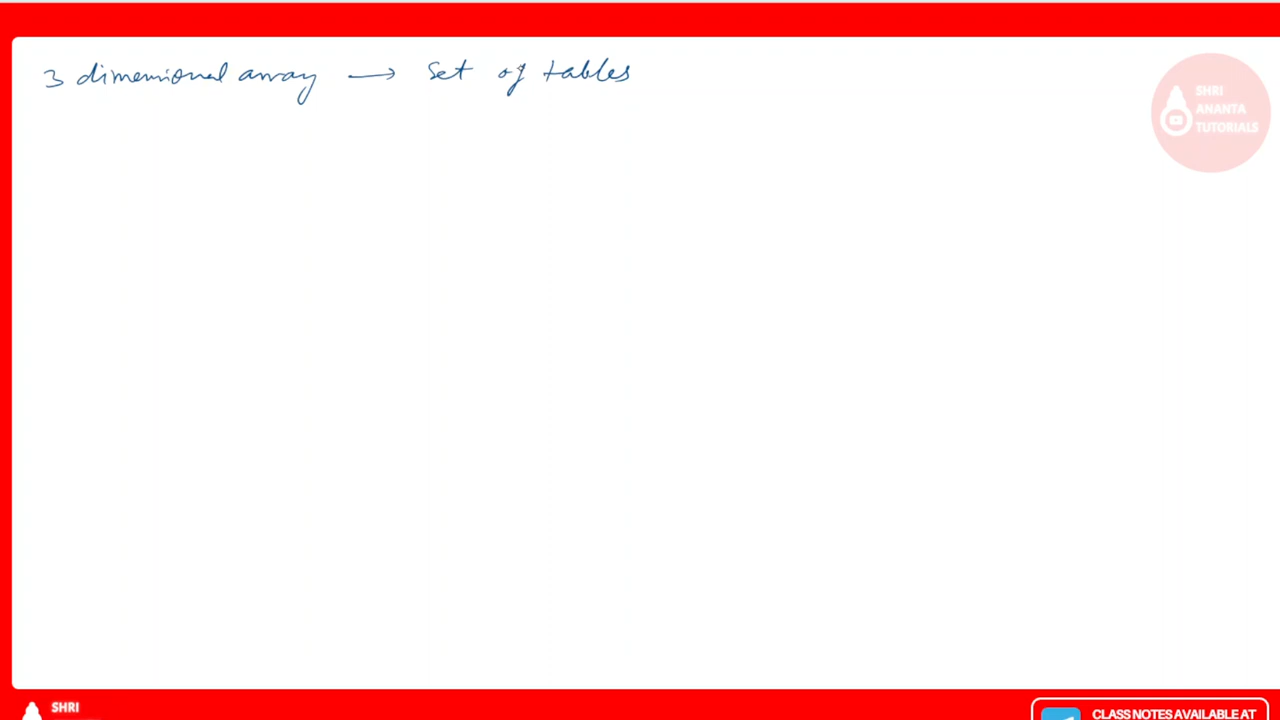 3 dimensional array → Set of tables
SHRI
ANANTA
TUTORIALS
SHRI
CLASS NOTES AVAILABLE AT